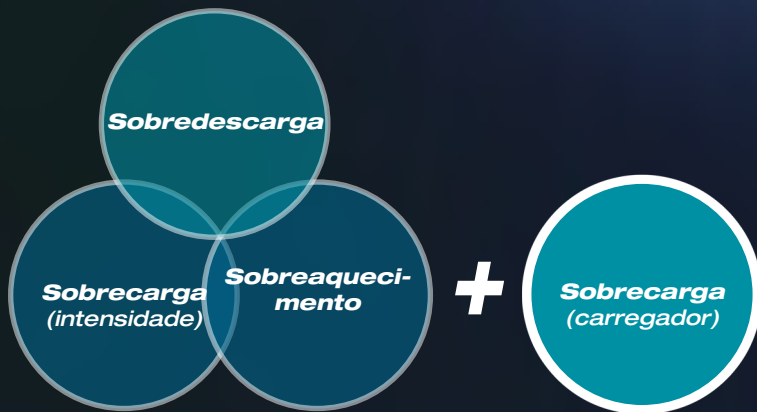 Sobredescarga
Sobrecarga
(intensidade)
Sobreaqueci-
mento
+
Sobrecarga
(carregador)